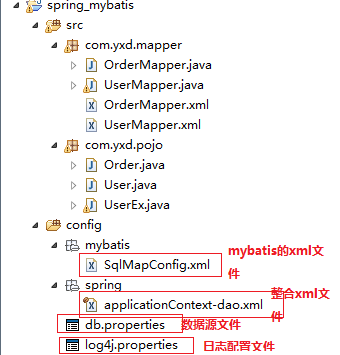 spring_mybatis
src
com.yxd.mapper
OrderMapper.java
UserMapper.java
OrderMapper.xml
UserMapper.xml
com.yxd.pojo
Order.java
User.java
UserEx.java
config
mybatis
SqlMapConfig.xml
mybatis的xml文件
spring
applicationContext-dao.xml
整合xml文件
db.properties 数据源文件
log4j.properties 日志配置文件